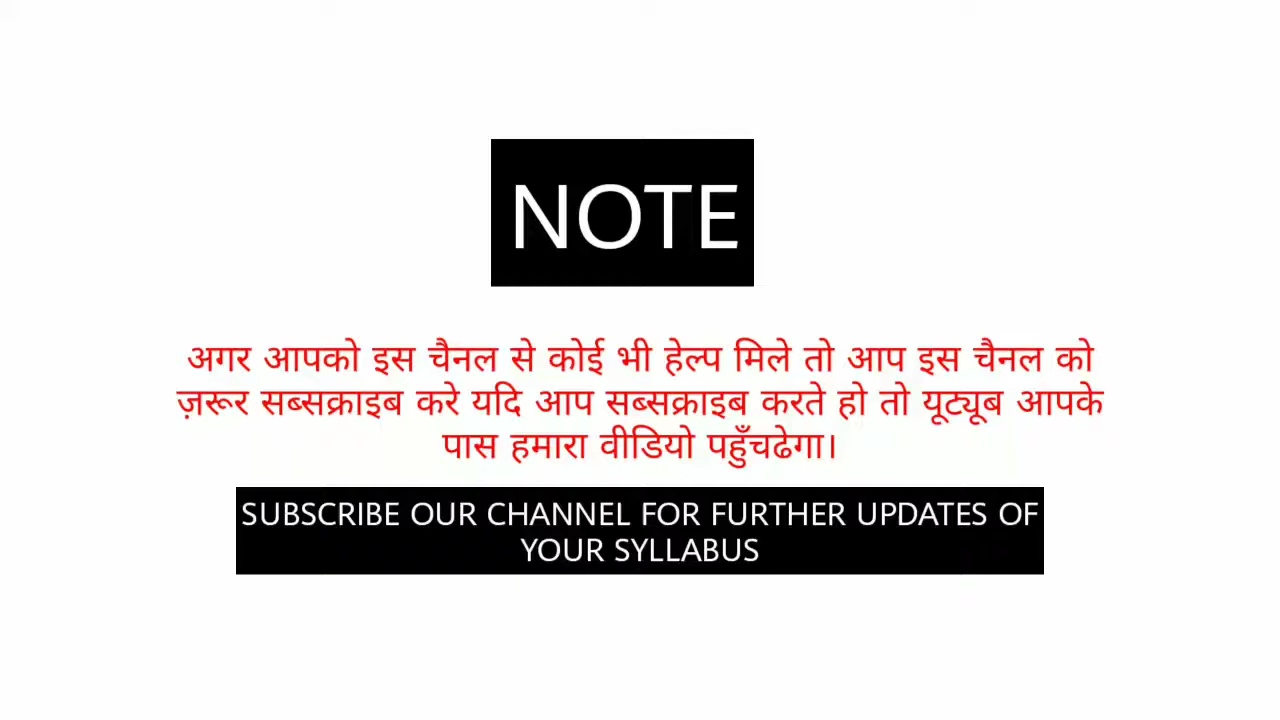 NOTE
अगर आपको इस चैनल से कोई भी हेल्प मिले तो आप इस चैनल को
ज़रूर सब्सक्राइब करे यदि आप सब्सक्राइब करते हो तो यूट्यूब आपके
पास हमारा वीडियो पहुँचढेगा।
SUBSCRIBE OUR CHANNEL FOR FURTHER UPDATES OF
YOUR SYLLABUS